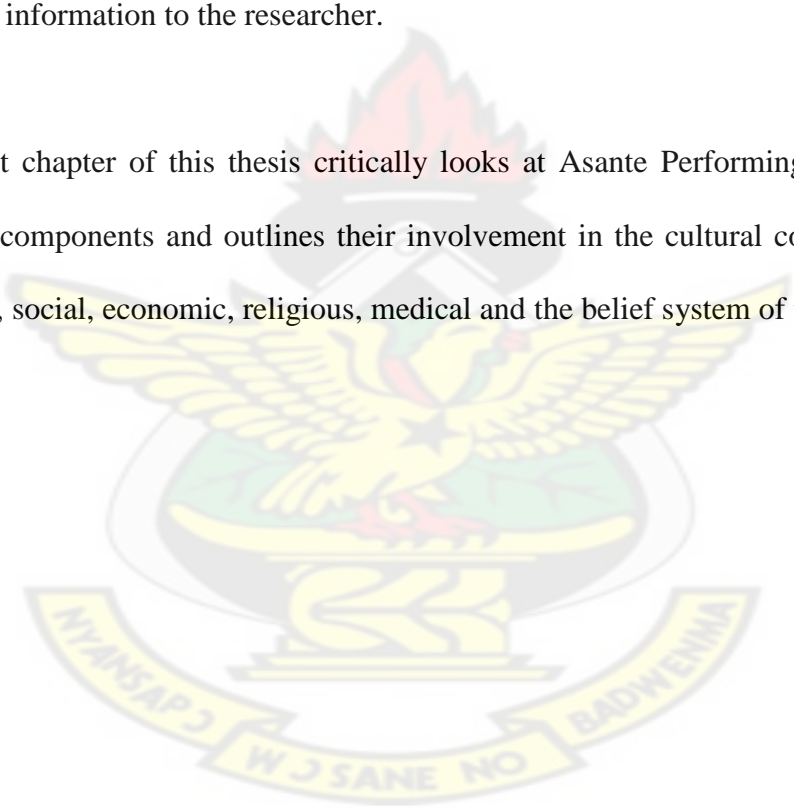 information to the researcher.
t chapter of this thesis critically looks at Asante Performing
components and outlines their involvement in the cultural co
, social, economic, religious, medical and the belief system of
NYANSAPƆ WƆSANE NO BADWENMA